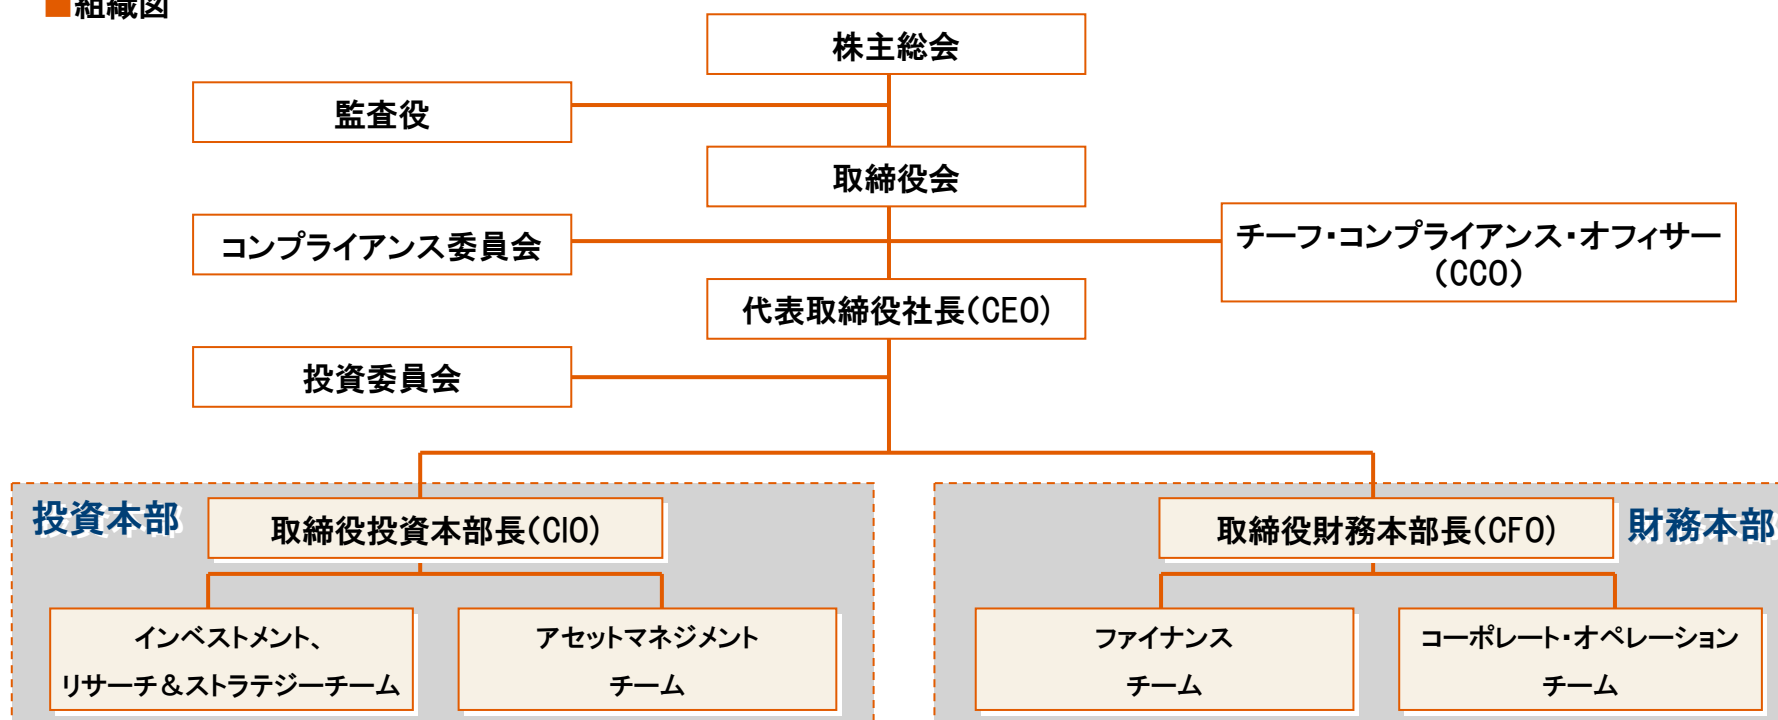 ■組織図
株主総会
監査役
取締役会
コンプライアンス委員会
チーフ・コンプライアンス・オフィサー
(CCO)
代表取締役社長(CEO)
投資委員会
投資本部
取締役投資本部長(CIO)
インベストメント、
リサーチ&ストラテジーチーム
アセットマネジメント
チーム
取締役財務本部長(CFO)
財務本部
ファイナンス
チーム
コーポレート・オペレーション
チーム